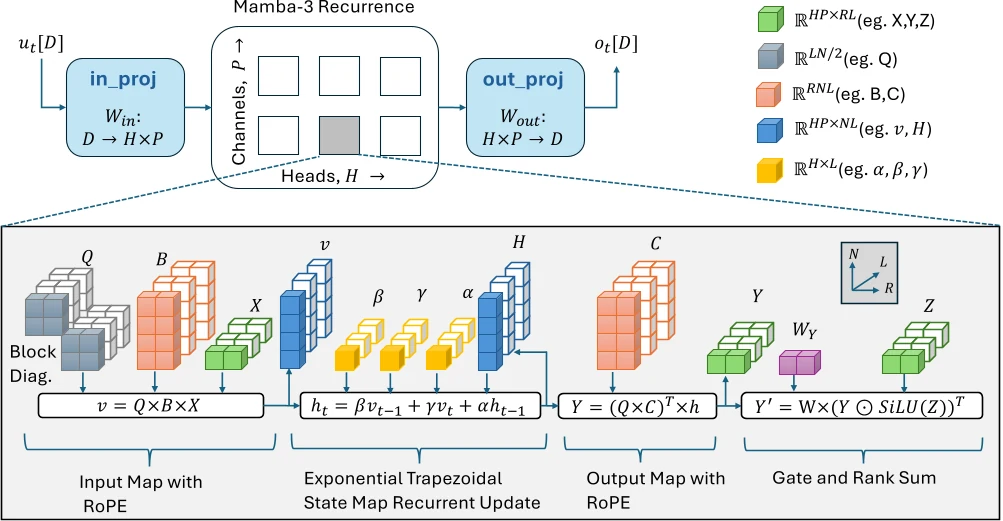 Mamba-3 Recurrence
u_t[D]
in_proj
W_in:
D → H×P
Channels, P →
Heads, H →
out_proj
W_out:
H×P → D
o_t[D]
ℝ^{HP×RL}(eg. X,Y,Z)
ℝ^{LN/2}(eg. Q)
ℝ^{RNL}(eg. B,C)
ℝ^{HP×NL}(eg. v, H)
ℝ^{H×L}(eg. α, β, γ)
Q
B
X
v
β
γ
α
H
C
Y
W_Y
Z
N
L
R
Block
Diag.
v = Q×B×X
h_t = βv_{t−1} + γv_t + αh_{t−1}
Y = (Q×C)^T×h
Y′ = W×(Y ⊙ SiLU(Z))^T
Input Map with
RoPE
Exponential Trapezoidal
State Map Recurrent Update
Output Map with
RoPE
Gate and Rank Sum